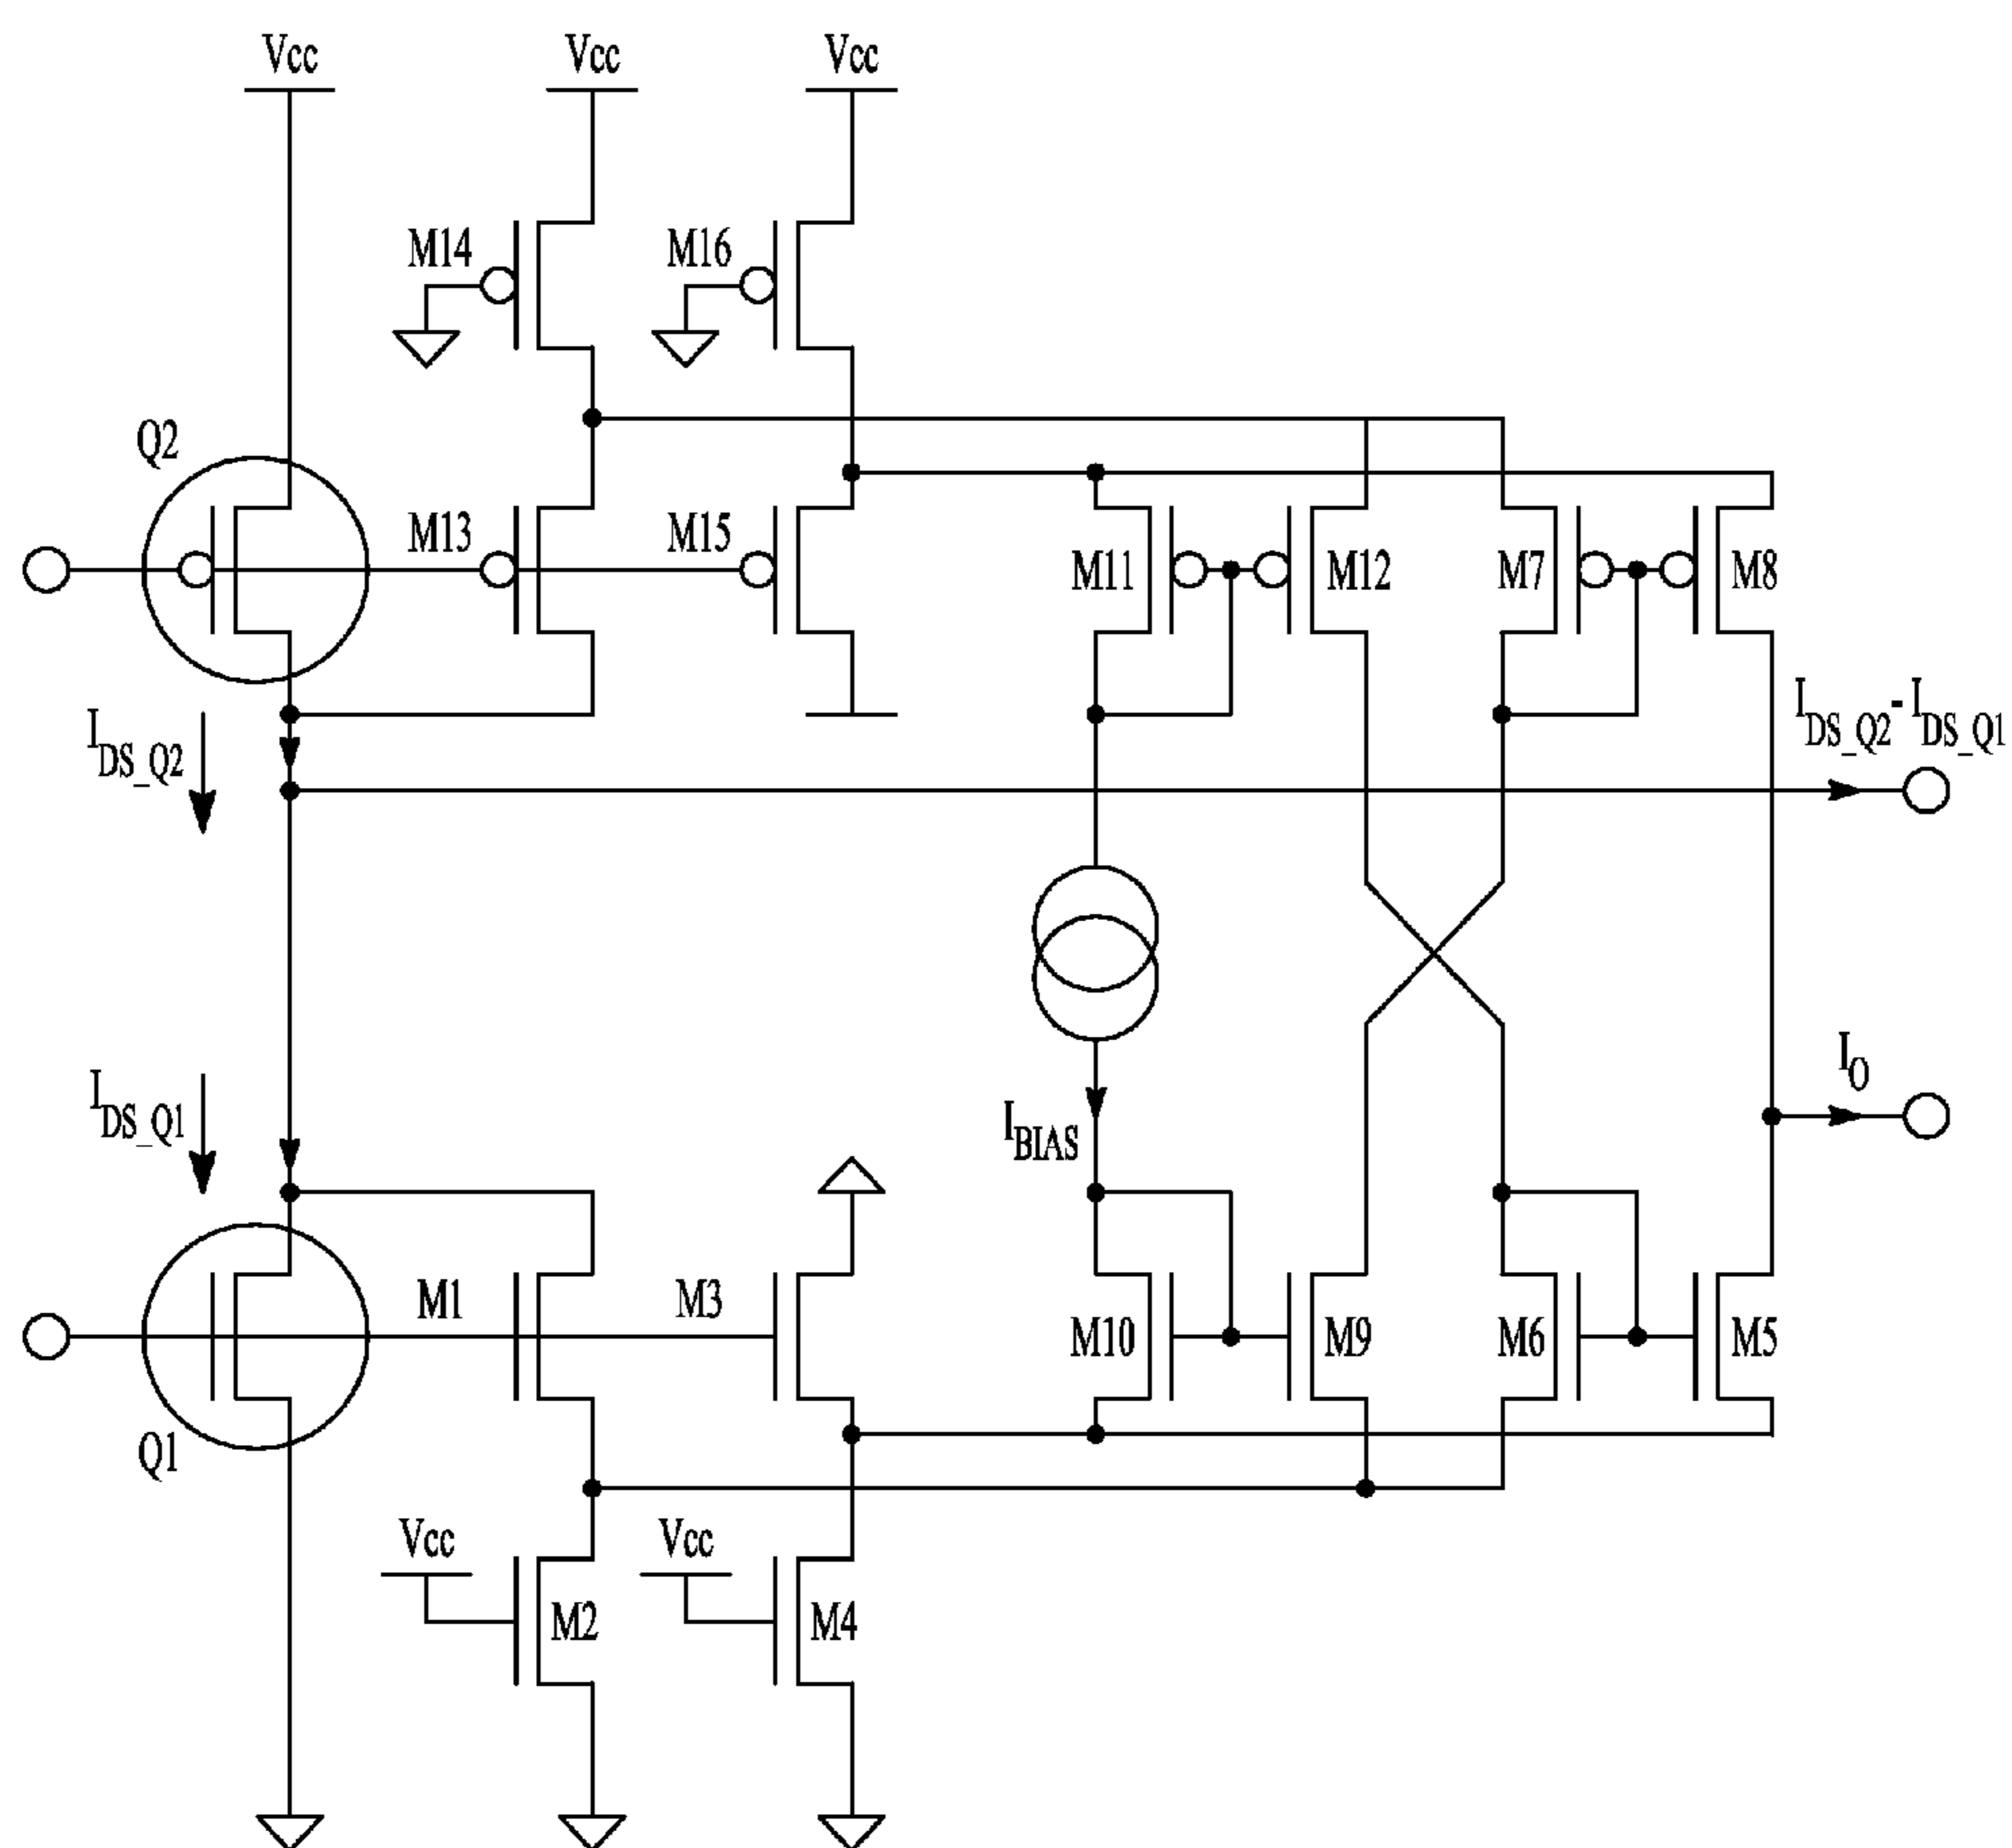 Vcc Vcc Vcc
M14 M16
Q2
M13 M15 M11 M12 M7 M8
I_DS_Q2 I_DS_Q2 - I_DS_Q1
I_DS_Q1 I_BIAS I_O
M1 M3
M10 M9 M6 M5
Q1
Vcc Vcc
M2 M4